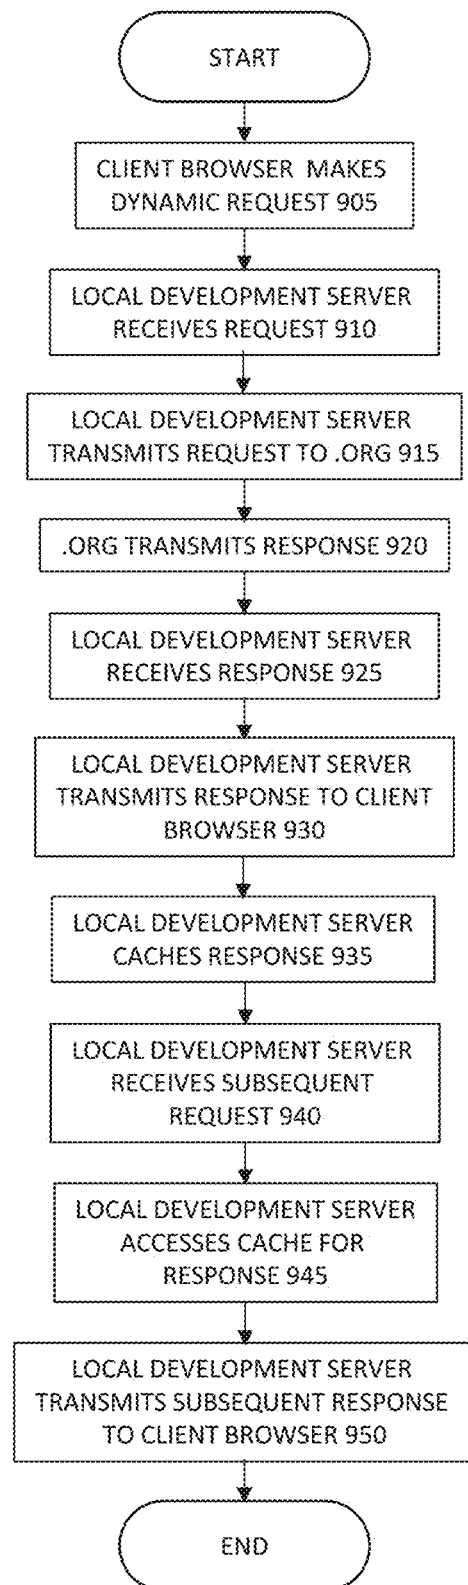 START
CLIENT BROWSER MAKES
DYNAMIC REQUEST 905
LOCAL DEVELOPMENT SERVER
RECEIVES REQUEST 910
LOCAL DEVELOPMENT SERVER
TRANSMITS REQUEST TO .ORG 915
.ORG TRANSMITS RESPONSE 920
LOCAL DEVELOPMENT SERVER
RECEIVES RESPONSE 925
LOCAL DEVELOPMENT SERVER
TRANSMITS RESPONSE TO CLIENT
BROWSER 930
LOCAL DEVELOPMENT SERVER
CACHES RESPONSE 935
LOCAL DEVELOPMENT SERVER
RECEIVES SUBSEQUENT
REQUEST 940
LOCAL DEVELOPMENT SERVER
ACCESSES CACHE FOR
RESPONSE 945
LOCAL DEVELOPMENT SERVER
TRANSMITS SUBSEQUENT RESPONSE
TO CLIENT BROWSER 950
END